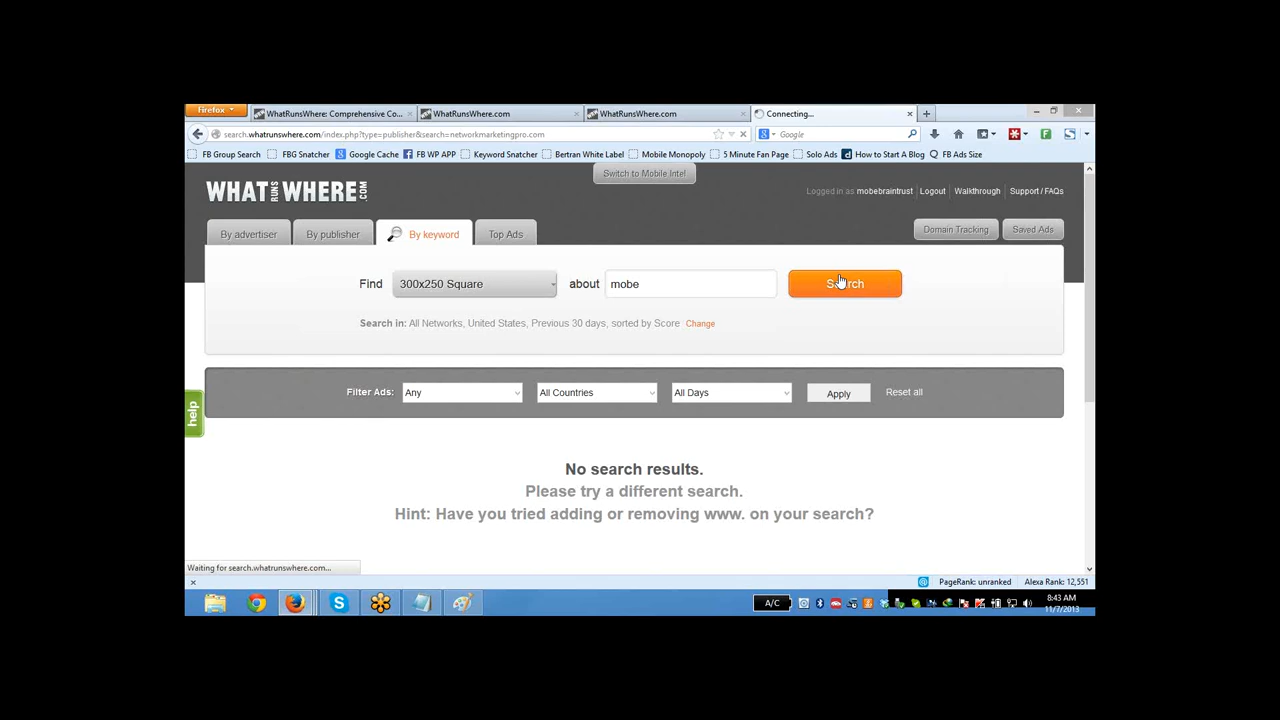 Firefox
WhatRunsWhere: Comprehensive Co...
WhatRunsWhere.com
WhatRunsWhere.com
Connecting...
search.whatrunswhere.com/index.php?type=publisher&search=networkmarketingpro.com
Google
FB Group Search
FBG Snatcher
Google Cache
FB WP APP
Keyword Snatcher
Bertran White Label
Mobile Monopoly
5 Minute Fan Page
Solo Ads
How to Start A Blog
FB Ads Size
Switch to Mobile Intel
WHAT RUNS WHERE .COM
Logged in as mobebraintrust
Logout
Walkthrough
Support/FAQs
By advertiser
By publisher
By keyword
Top Ads
Domain Tracking
Saved Ads
Find 300x250 Square about mobe Search
Search in: All Networks, United States, Previous 30 days, sorted by Score Change
Filter Ads: Any All Countries All Days Apply Reset all
help
No search results.
Please try a different search.
Hint: Have you tried adding or removing www. on your search?
Waiting for search.whatrunswhere.com...
PageRank: unranked
Alexa Rank: 12,551
A/C
8:43 AM
11/7/2013